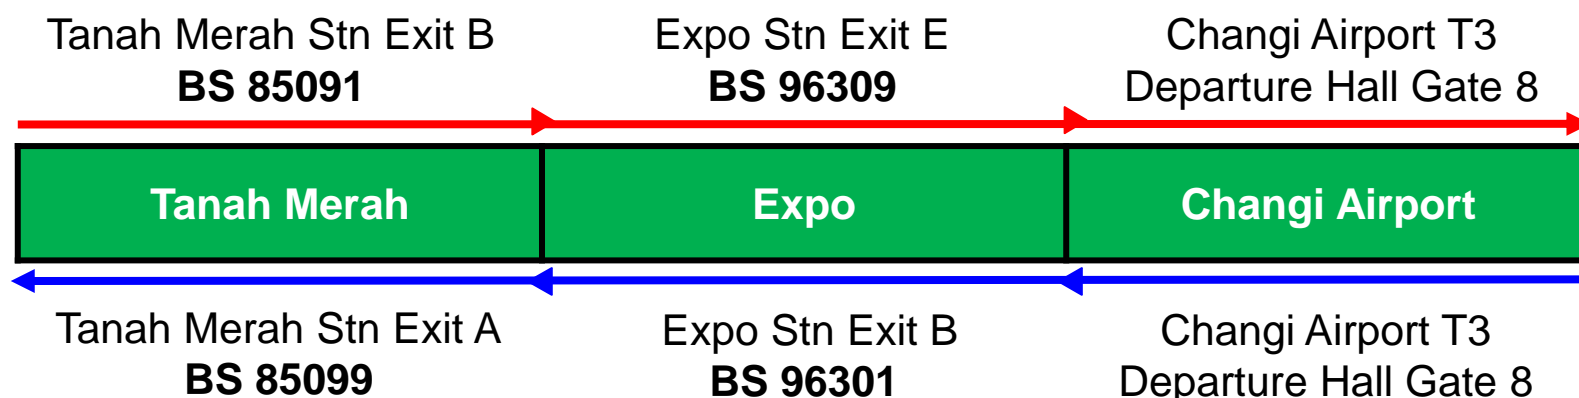 Tanah Merah Stn Exit B
BS 85091
Expo Stn Exit E
BS 96309
Changi Airport T3
Departure Hall Gate 8
Tanah Merah
Expo
Changi Airport
Tanah Merah Stn Exit A
BS 85099
Expo Stn Exit B
BS 96301
Changi Airport T3
Departure Hall Gate 8